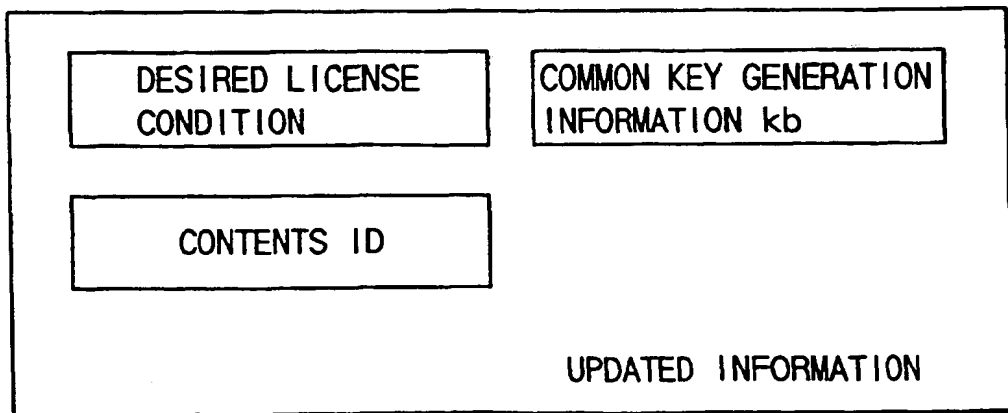 DESIRED LICENSE
CONDITION
COMMON KEY GENERATION
INFORMATION kb
CONTENTS ID
UPDATED INFORMATION